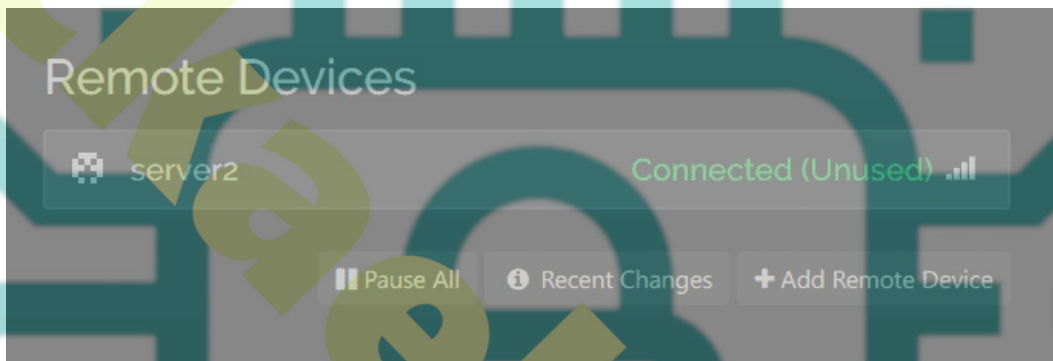 Remote Devices
server2 Connected (Unused)
Pause All Recent Changes Add Remote Device